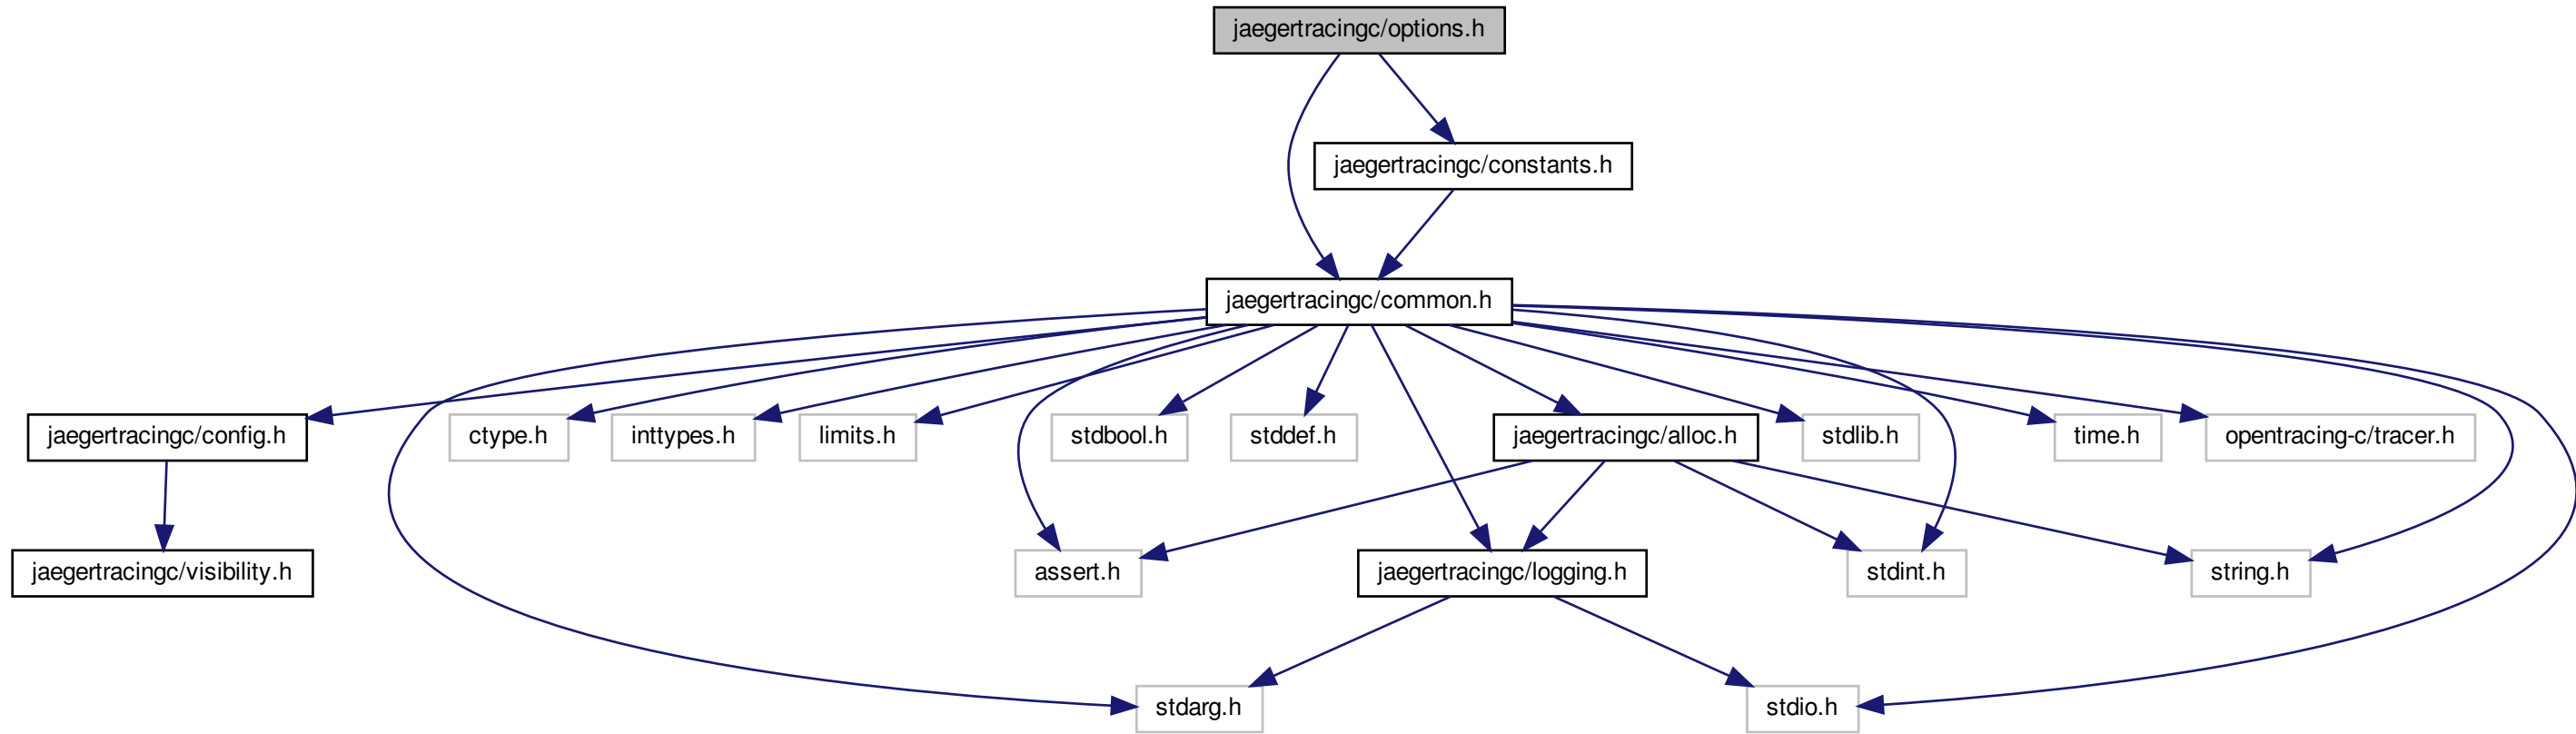 jaegertracingc/options.h
jaegertracingc/constants.h
jaegertracingc/common.h
jaegertracingc/config.h
ctype.h
inttypes.h
limits.h
stdbool.h
stddef.h
jaegertracingc/alloc.h
stdlib.h
time.h
opentracing-c/tracer.h
jaegertracingc/visibility.h
assert.h
jaegertracingc/logging.h
stdint.h
string.h
stdarg.h
stdio.h